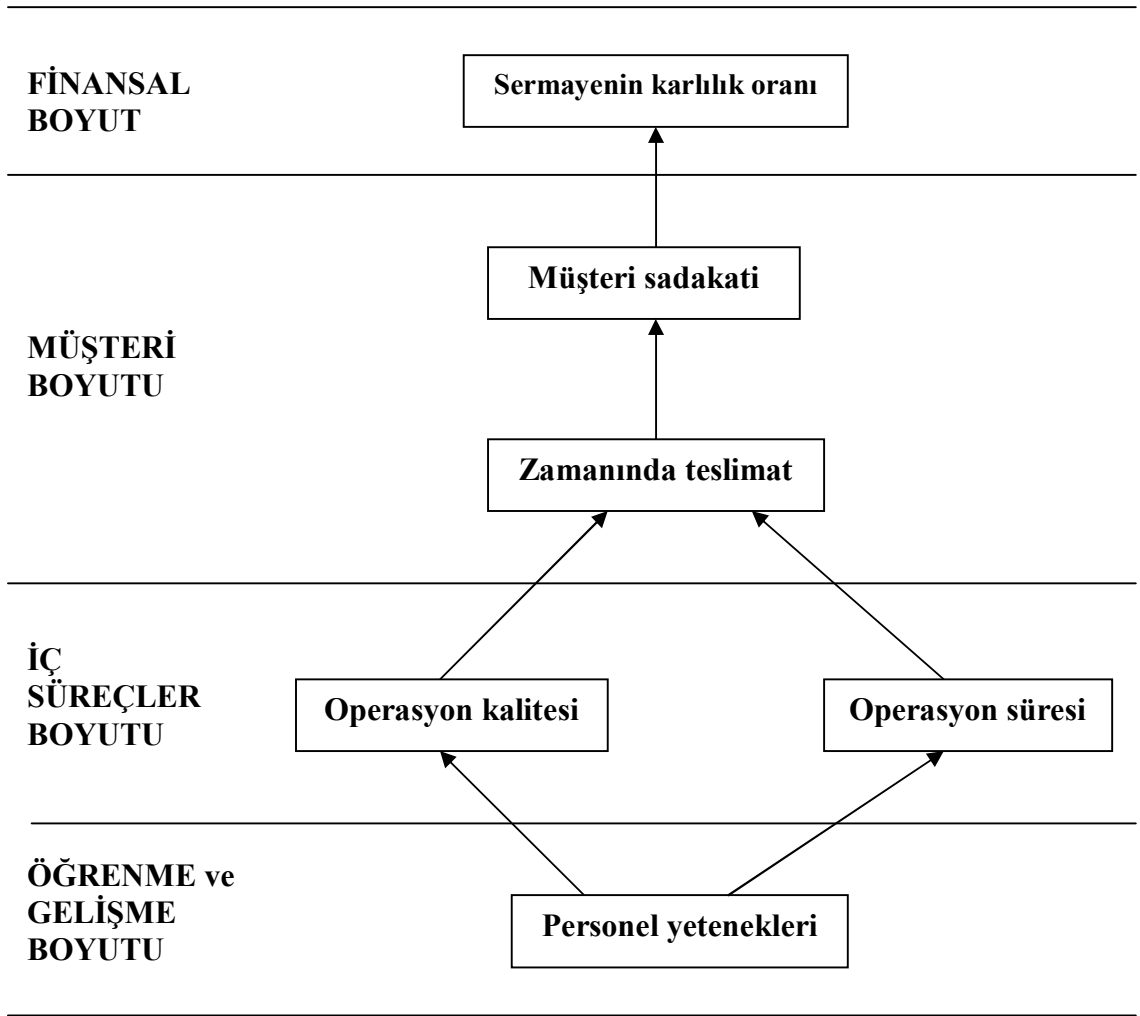 FİNANSAL
BOYUT
Sermayenin karlılık oranı
MÜŞTERİ
BOYUTU
Müşteri sadakati
Zamanında teslimat
İÇ
SÜREÇLER
BOYUTU
Operasyon kalitesi
Operasyon süresi
ÖĞRENME ve
GELİŞME
BOYUTU
Personel yetenekleri